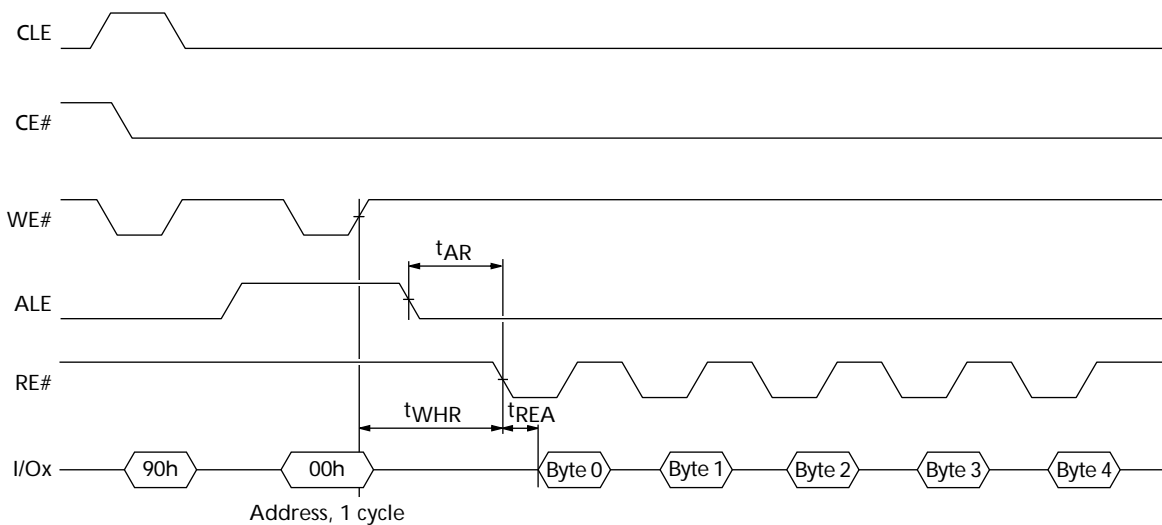 CLE
CE#
WE#
tAR
ALE
RE#
tWHR tREA
I/Ox 90h 00h Byte 0 Byte 1 Byte 2 Byte 3 Byte 4
Address, 1 cycle